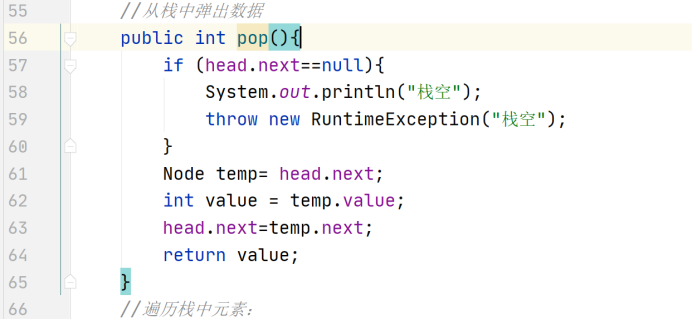 55 //从栈中弹出数据
56 public int pop(){
57 if (head.next==null){
58 System.out.println("栈空");
59 throw new RuntimeException("栈空");
60 }
61 Node temp= head.next;
62 int value = temp.value;
63 head.next=temp.next;
64 return value;
65 }
66 //遍历栈中元素: